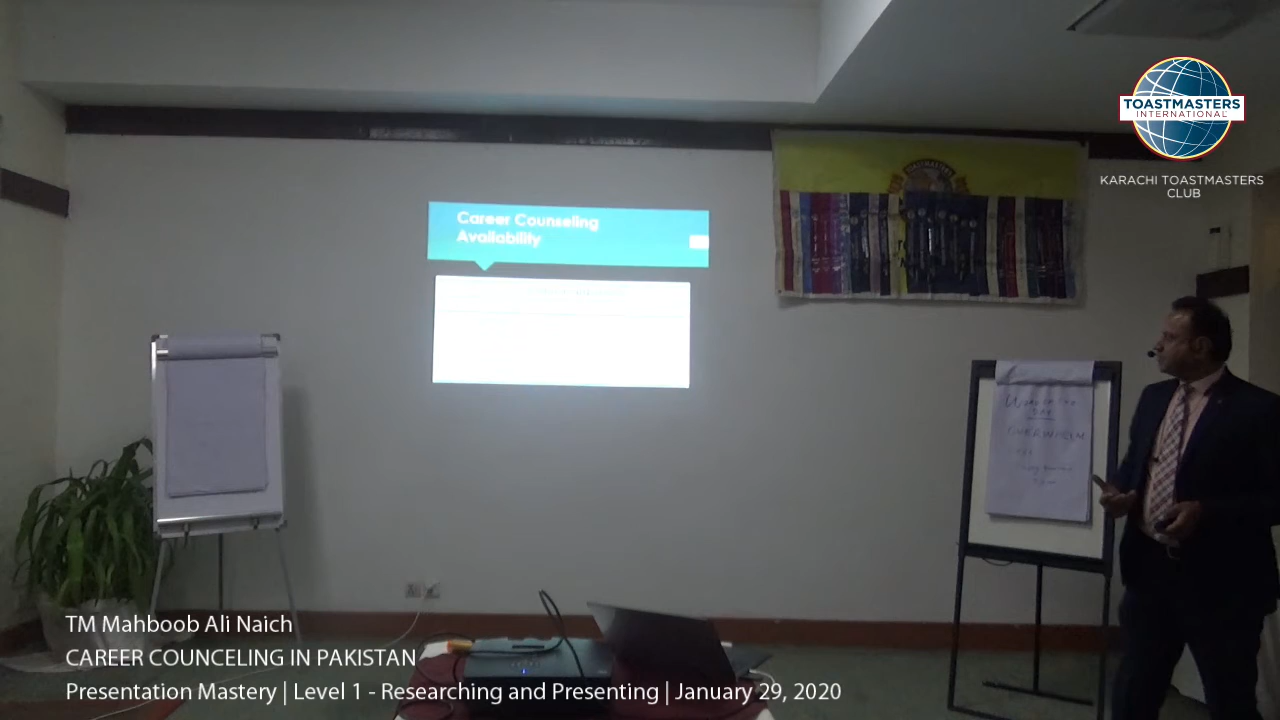 TOASTMASTERS
INTERNATIONAL
KARACHI TOASTMASTERS
CLUB
TOASTMASTERS
Career Counseling
Availability
TM Mahboob Ali Naich
CAREER COUNCELING IN PAKISTAN
Presentation Mastery | Level 1 - Researching and Presenting | January 29, 2020